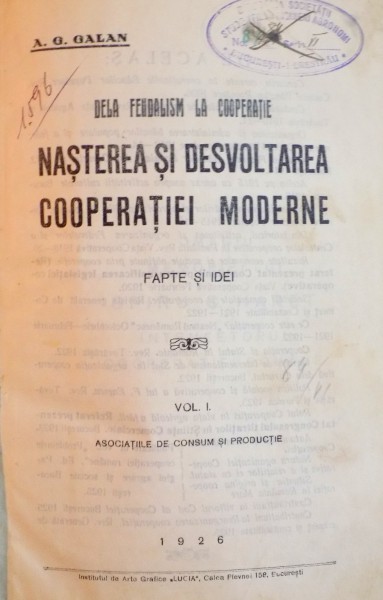 A. G. GALAN
1596
DELA FEUDALISM LA COOPERAȚIE
NAȘTEREA ȘI DESVOLTAREA
COOPERAȚIEI MODERNE
FAPTE ȘI IDEI
VOL. I.
ASOCIAȚIILE DE CONSUM ȘI PRODUCȚIE
1926
Institutul de Arte Grafice „LUCIA”, Calea Plevnei 158, București